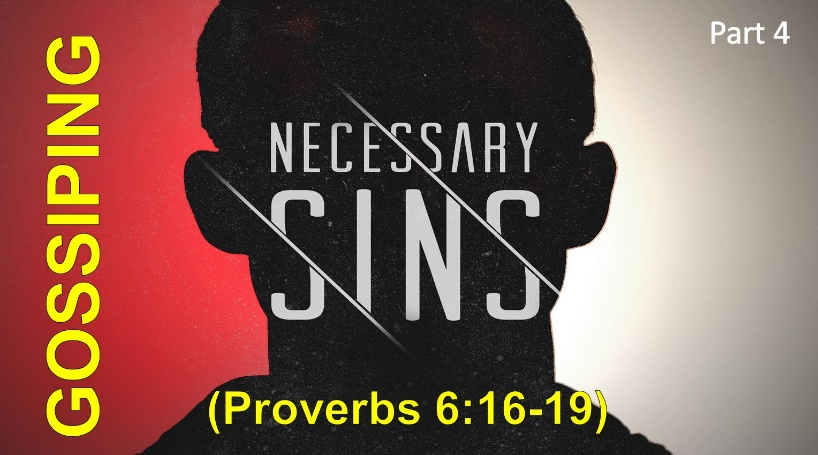 Part 4
GOSSIPING
NECESSARY
SINS
(Proverbs 6:16-19)